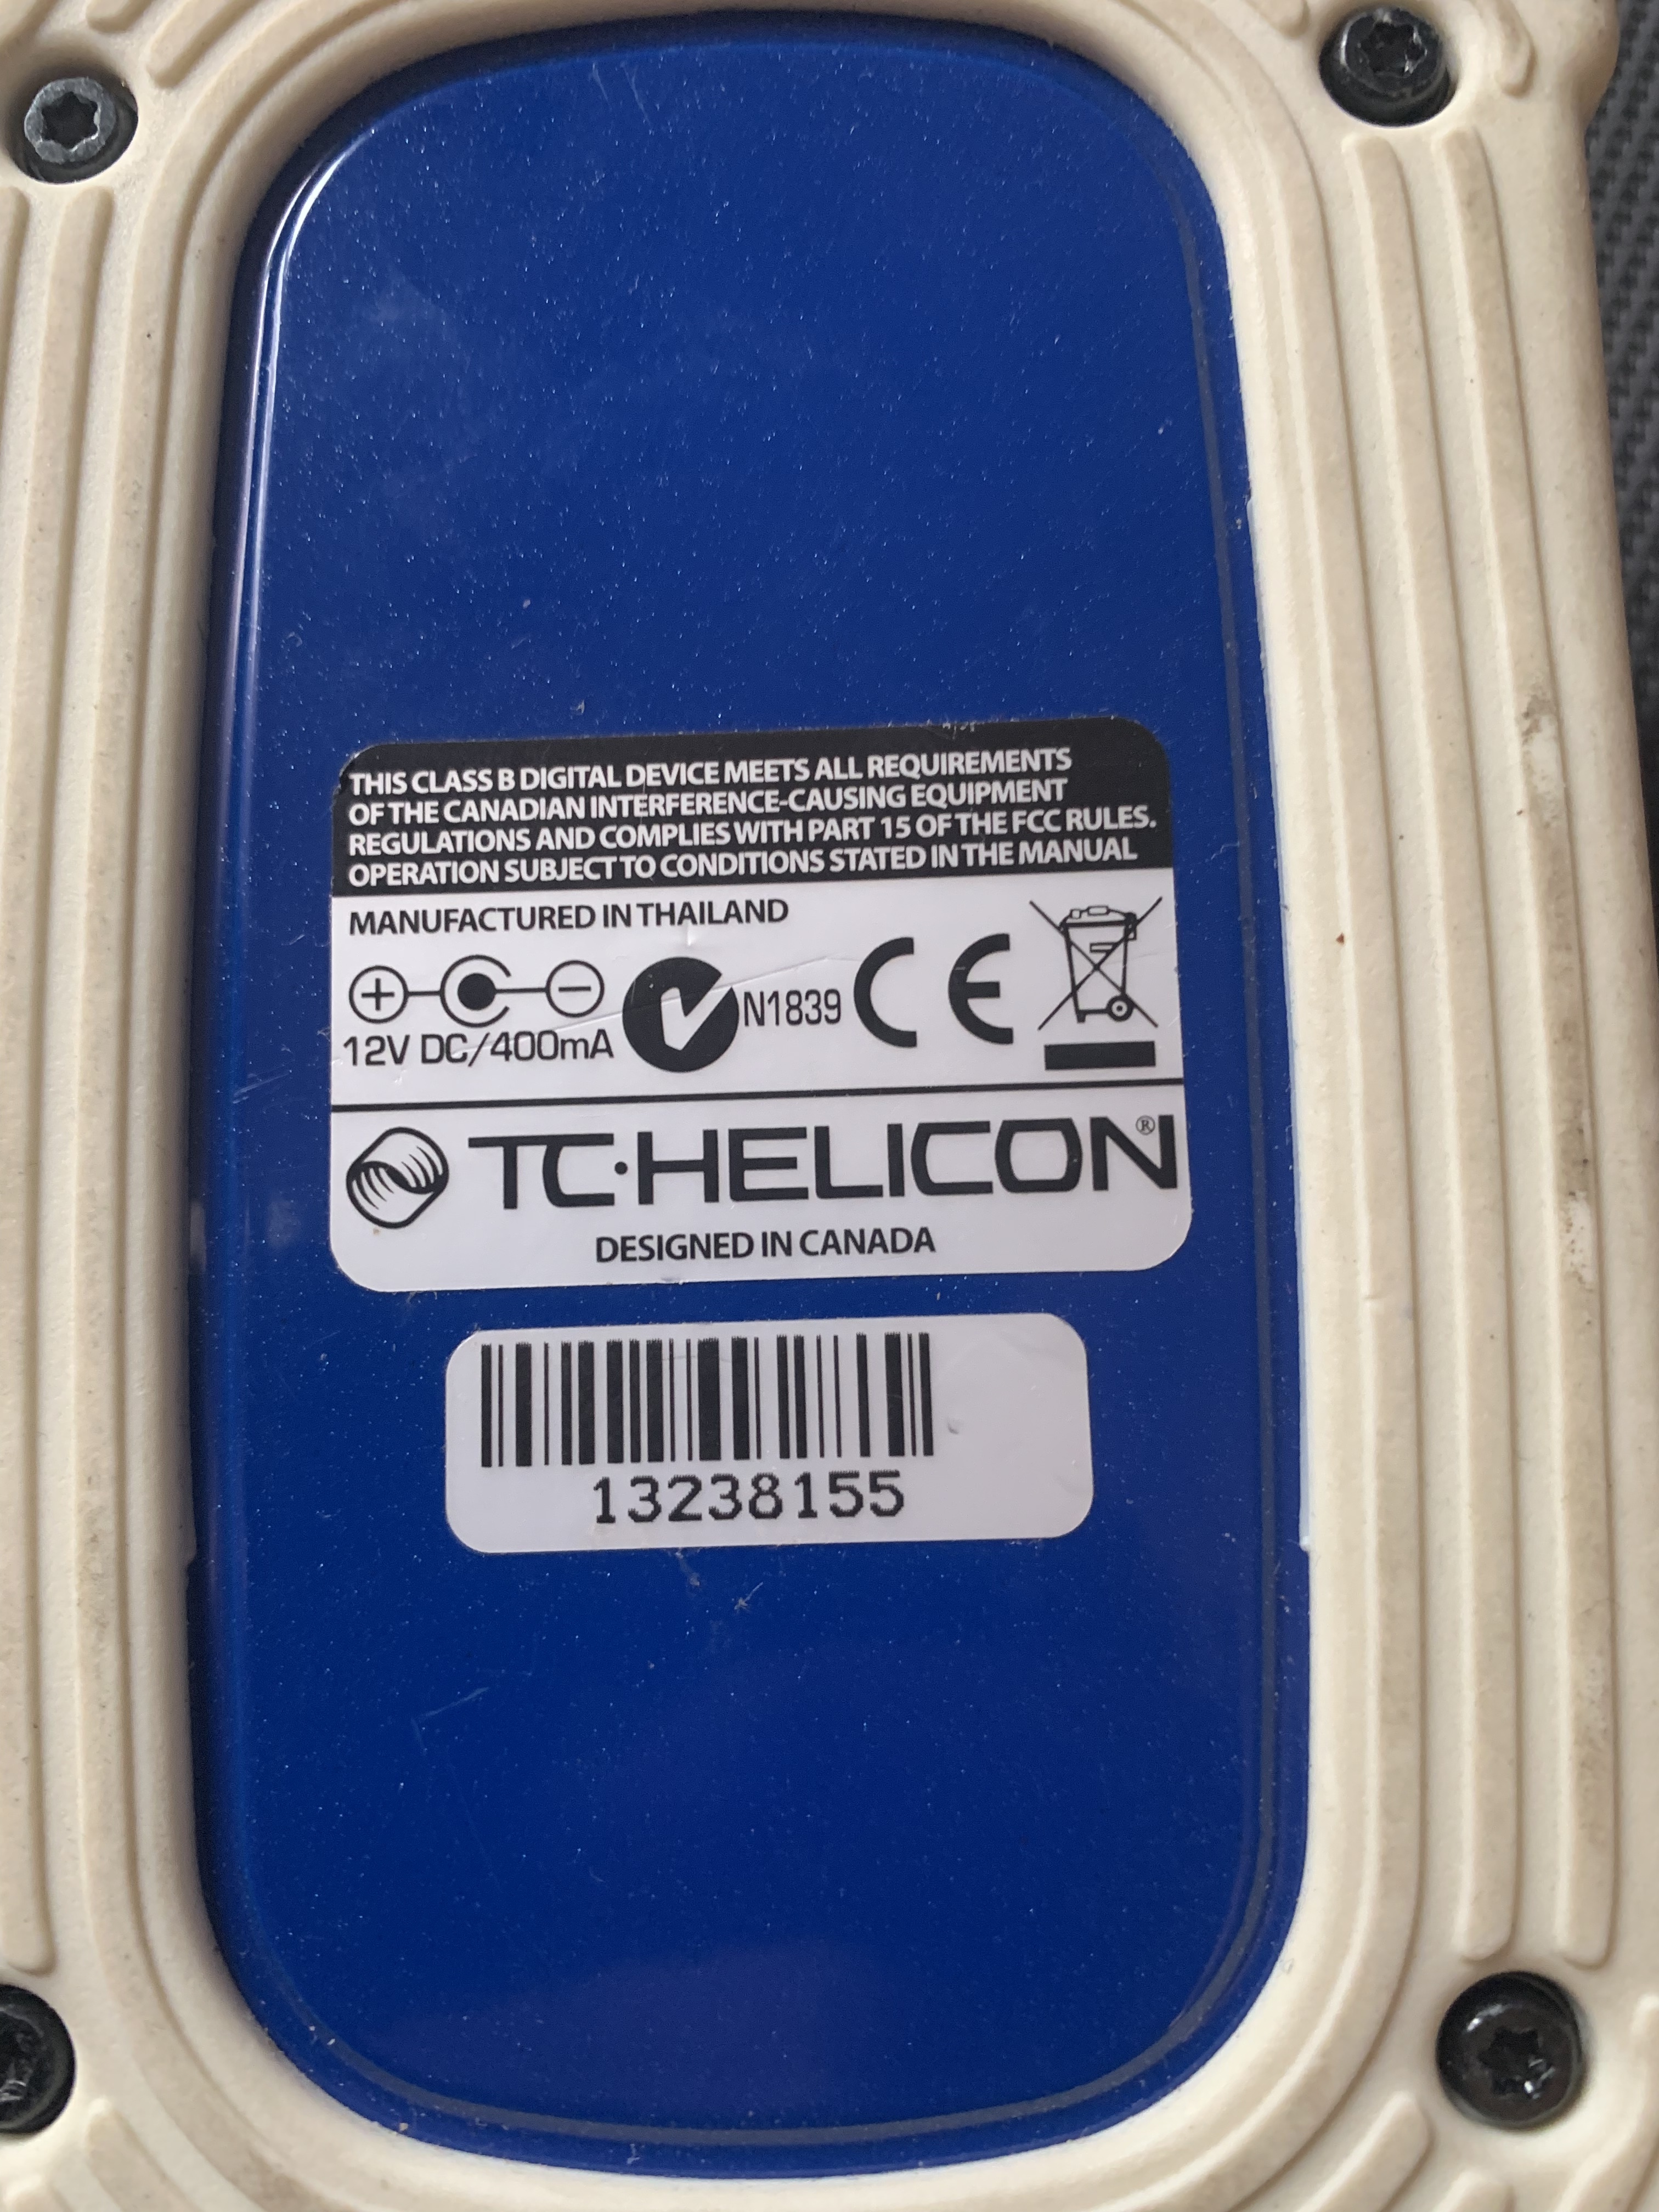 THIS CLASS B DIGITAL DEVICE MEETS ALL REQUIREMENTS
OF THE CANADIAN INTERFERENCE-CAUSING EQUIPMENT
REGULATIONS AND COMPLIES WITH PART 15 OF THE FCC RULES.
OPERATION SUBJECT TO CONDITIONS STATED IN THE MANUAL
MANUFACTURED IN THAILAND
12V DC/400mA
N1839
CE
TC·HELICON®
DESIGNED IN CANADA
13238155